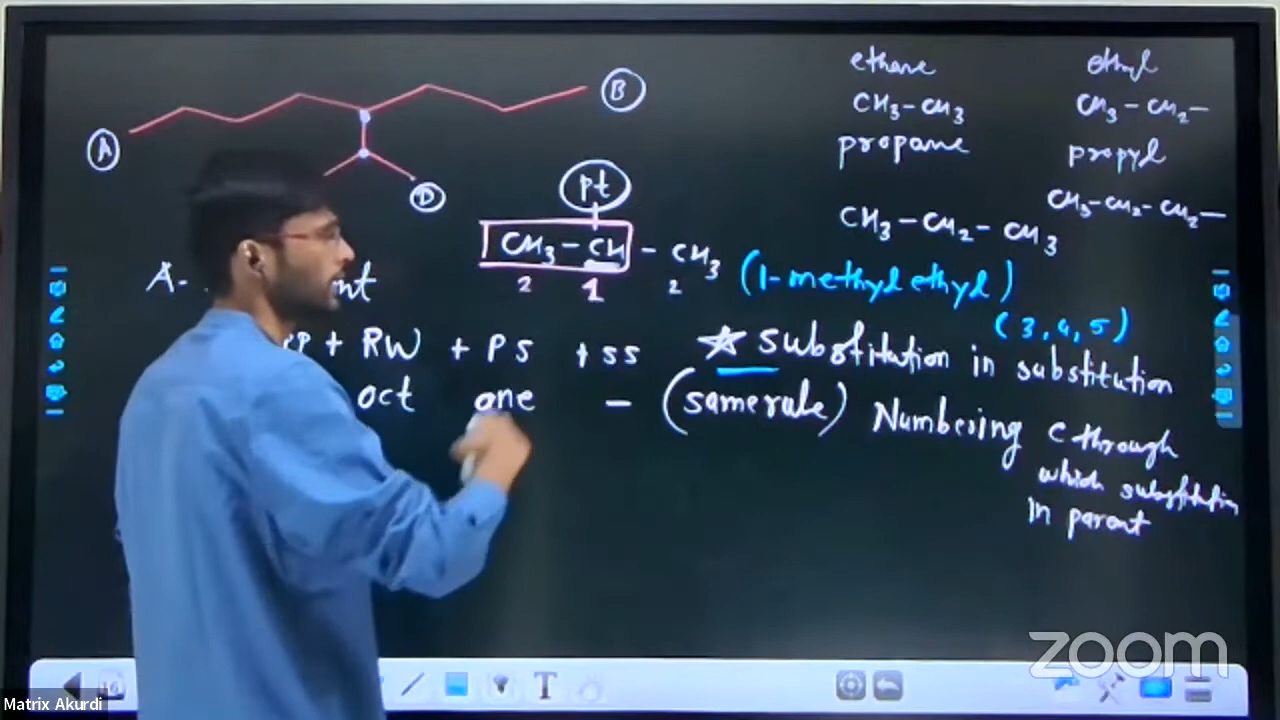 ethane ethyl
CH3 - CH3 CH3 - CH2 -
propane propyl
CH3 - CH2 - CH3 CH3 - CH2 - CH2 -
A B D
pt
CH3 - CH - CH3 (1-methyl ethyl)
2 1 2
(3, 4, 5)
A-
+ RW + PS + SS
oct ane -
★ Substitution in substitution
(same rule) Numbering C through
which substitution
in parent
16 T
zoom
Matrix Akurdi